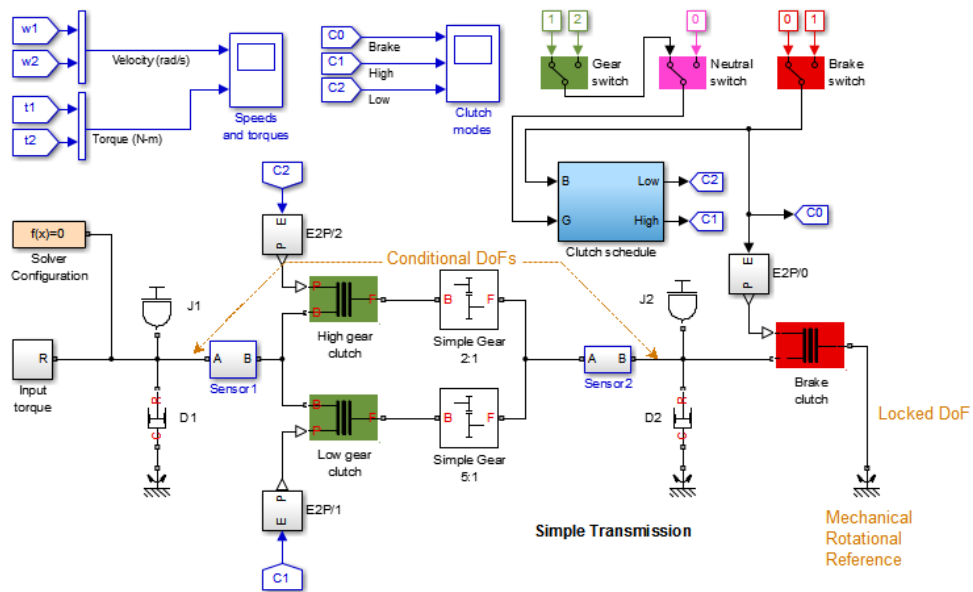 w1
w2
Velocity (rad/s)
t1
t2
Torque (N-m)
Speeds
and torques
C0
Brake
C1
High
C2
Low
Clutch
modes
1
2
Gear
switch
0
Neutral
switch
0
1
Brake
switch
B
G
Low
High
Clutch schedule
C2
C1
C0
C2
E
P
E2P/2
E
P
E2P/0
f(x)=0
Solver
Configuration
Conditional DoFs
J1
J2
P
B
F
High gear
clutch
B
F
Simple Gear
2:1
R
Input
torque
A
B
Sensor1
A
B
Sensor2
Brake
clutch
R
C
D1
B
P
F
Low gear
clutch
B
F
Simple Gear
5:1
R
C
D2
Locked DoF
P
E
E2P/1
C1
Simple Transmission
Mechanical
Rotational
Reference